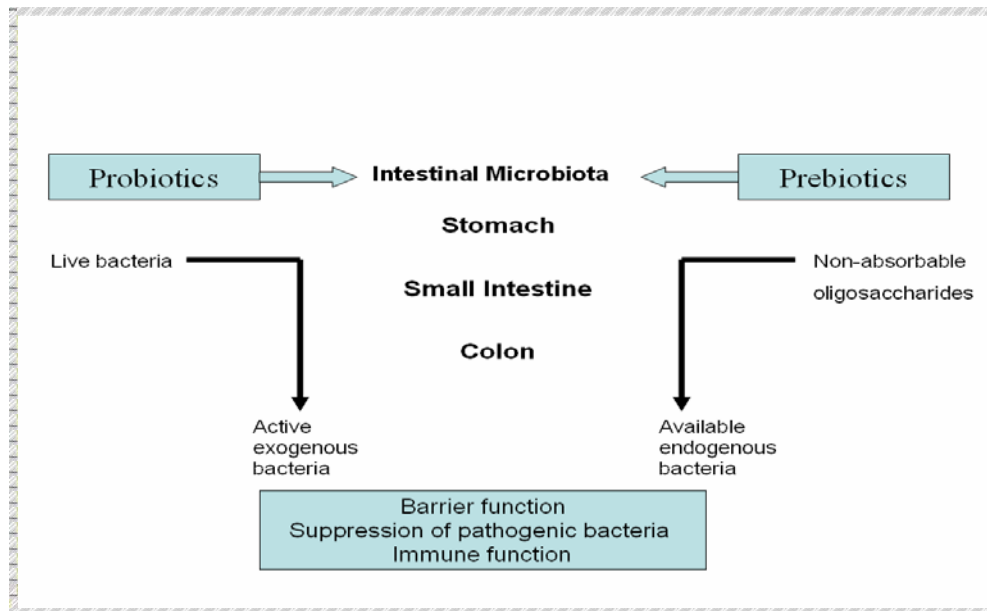 Probiotics
Intestinal Microbiota
Prebiotics
Stomach
Live bacteria
Non-absorbable
oligosaccharides
Small Intestine
Colon
Active
exogenous
bacteria
Available
endogenous
bacteria
Barrier function
Suppression of pathogenic bacteria
Immune function